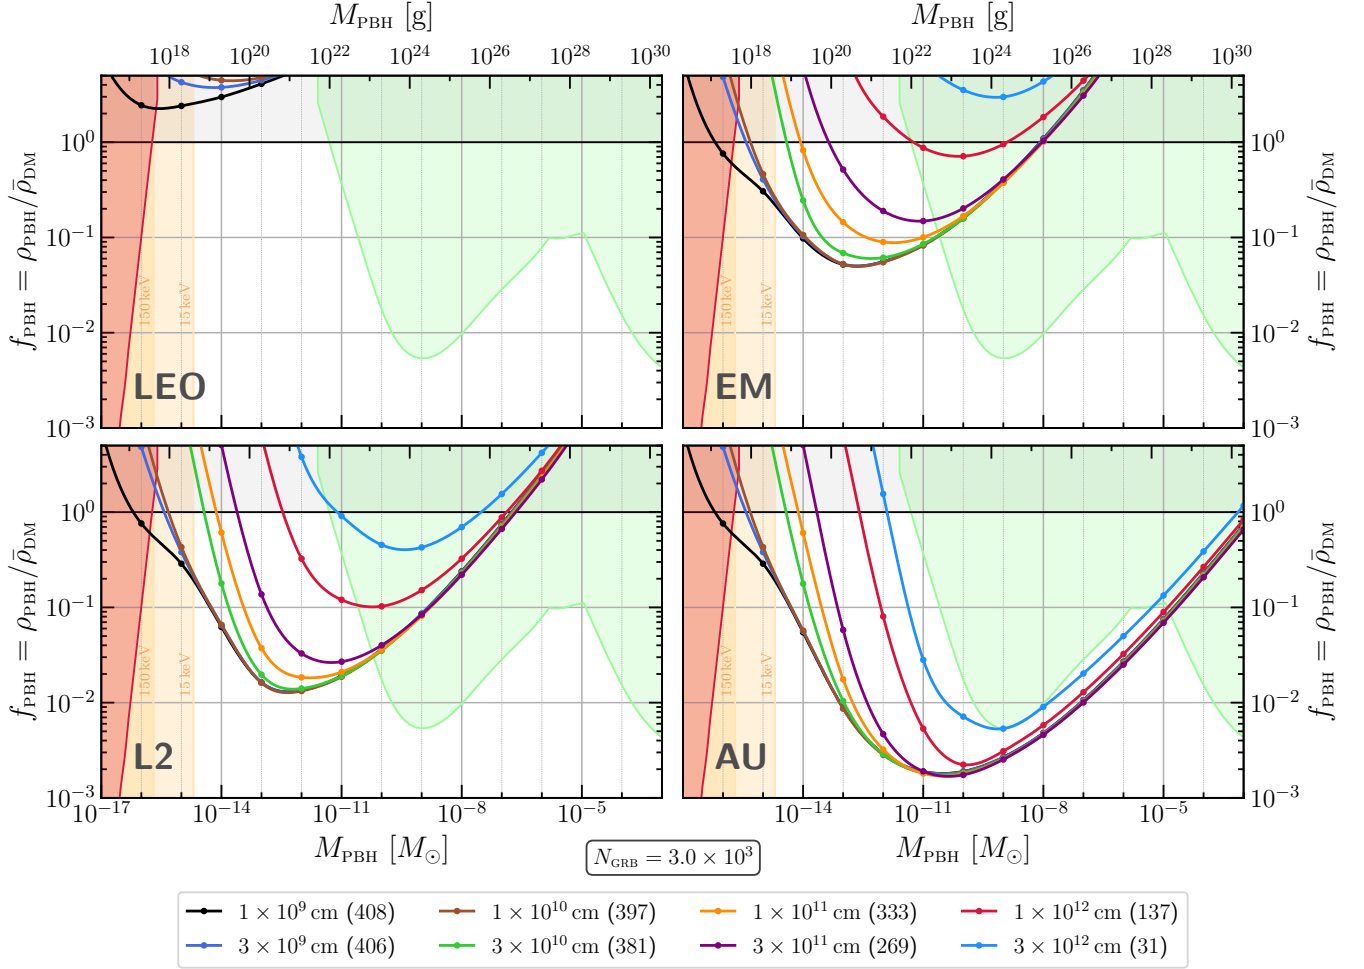 M_PBH [g] M_PBH [g]
10^18 10^20 10^22 10^24 10^26 10^28 10^30 10^18 10^20 10^22 10^24 10^26 10^28 10^30
f_PBH = ρ_PBH/ρ̄_DM
10^0
10^−1
10^−2
10^−3
150 keV
15 keV
LEO
150 keV
15 keV
EM
10^0
10^−1
10^−2
10^−3
f_PBH = ρ_PBH/ρ̄_DM
f_PBH = ρ_PBH/ρ̄_DM
10^0
10^−1
10^−2
10^−3
150 keV
15 keV
L2
150 keV
15 keV
AU
10^0
10^−1
10^−2
10^−3
f_PBH = ρ_PBH/ρ̄_DM
10^−17 10^−14 10^−11 10^−8 10^−5 10^−14 10^−11 10^−8 10^−5
M_PBH [M_⊙] M_PBH [M_⊙]
N_GRB = 3.0 × 10^3
1 × 10^9 cm (408) 1 × 10^10 cm (397) 1 × 10^11 cm (333) 1 × 10^12 cm (137)
3 × 10^9 cm (406) 3 × 10^10 cm (381) 3 × 10^11 cm (269) 3 × 10^12 cm (31)